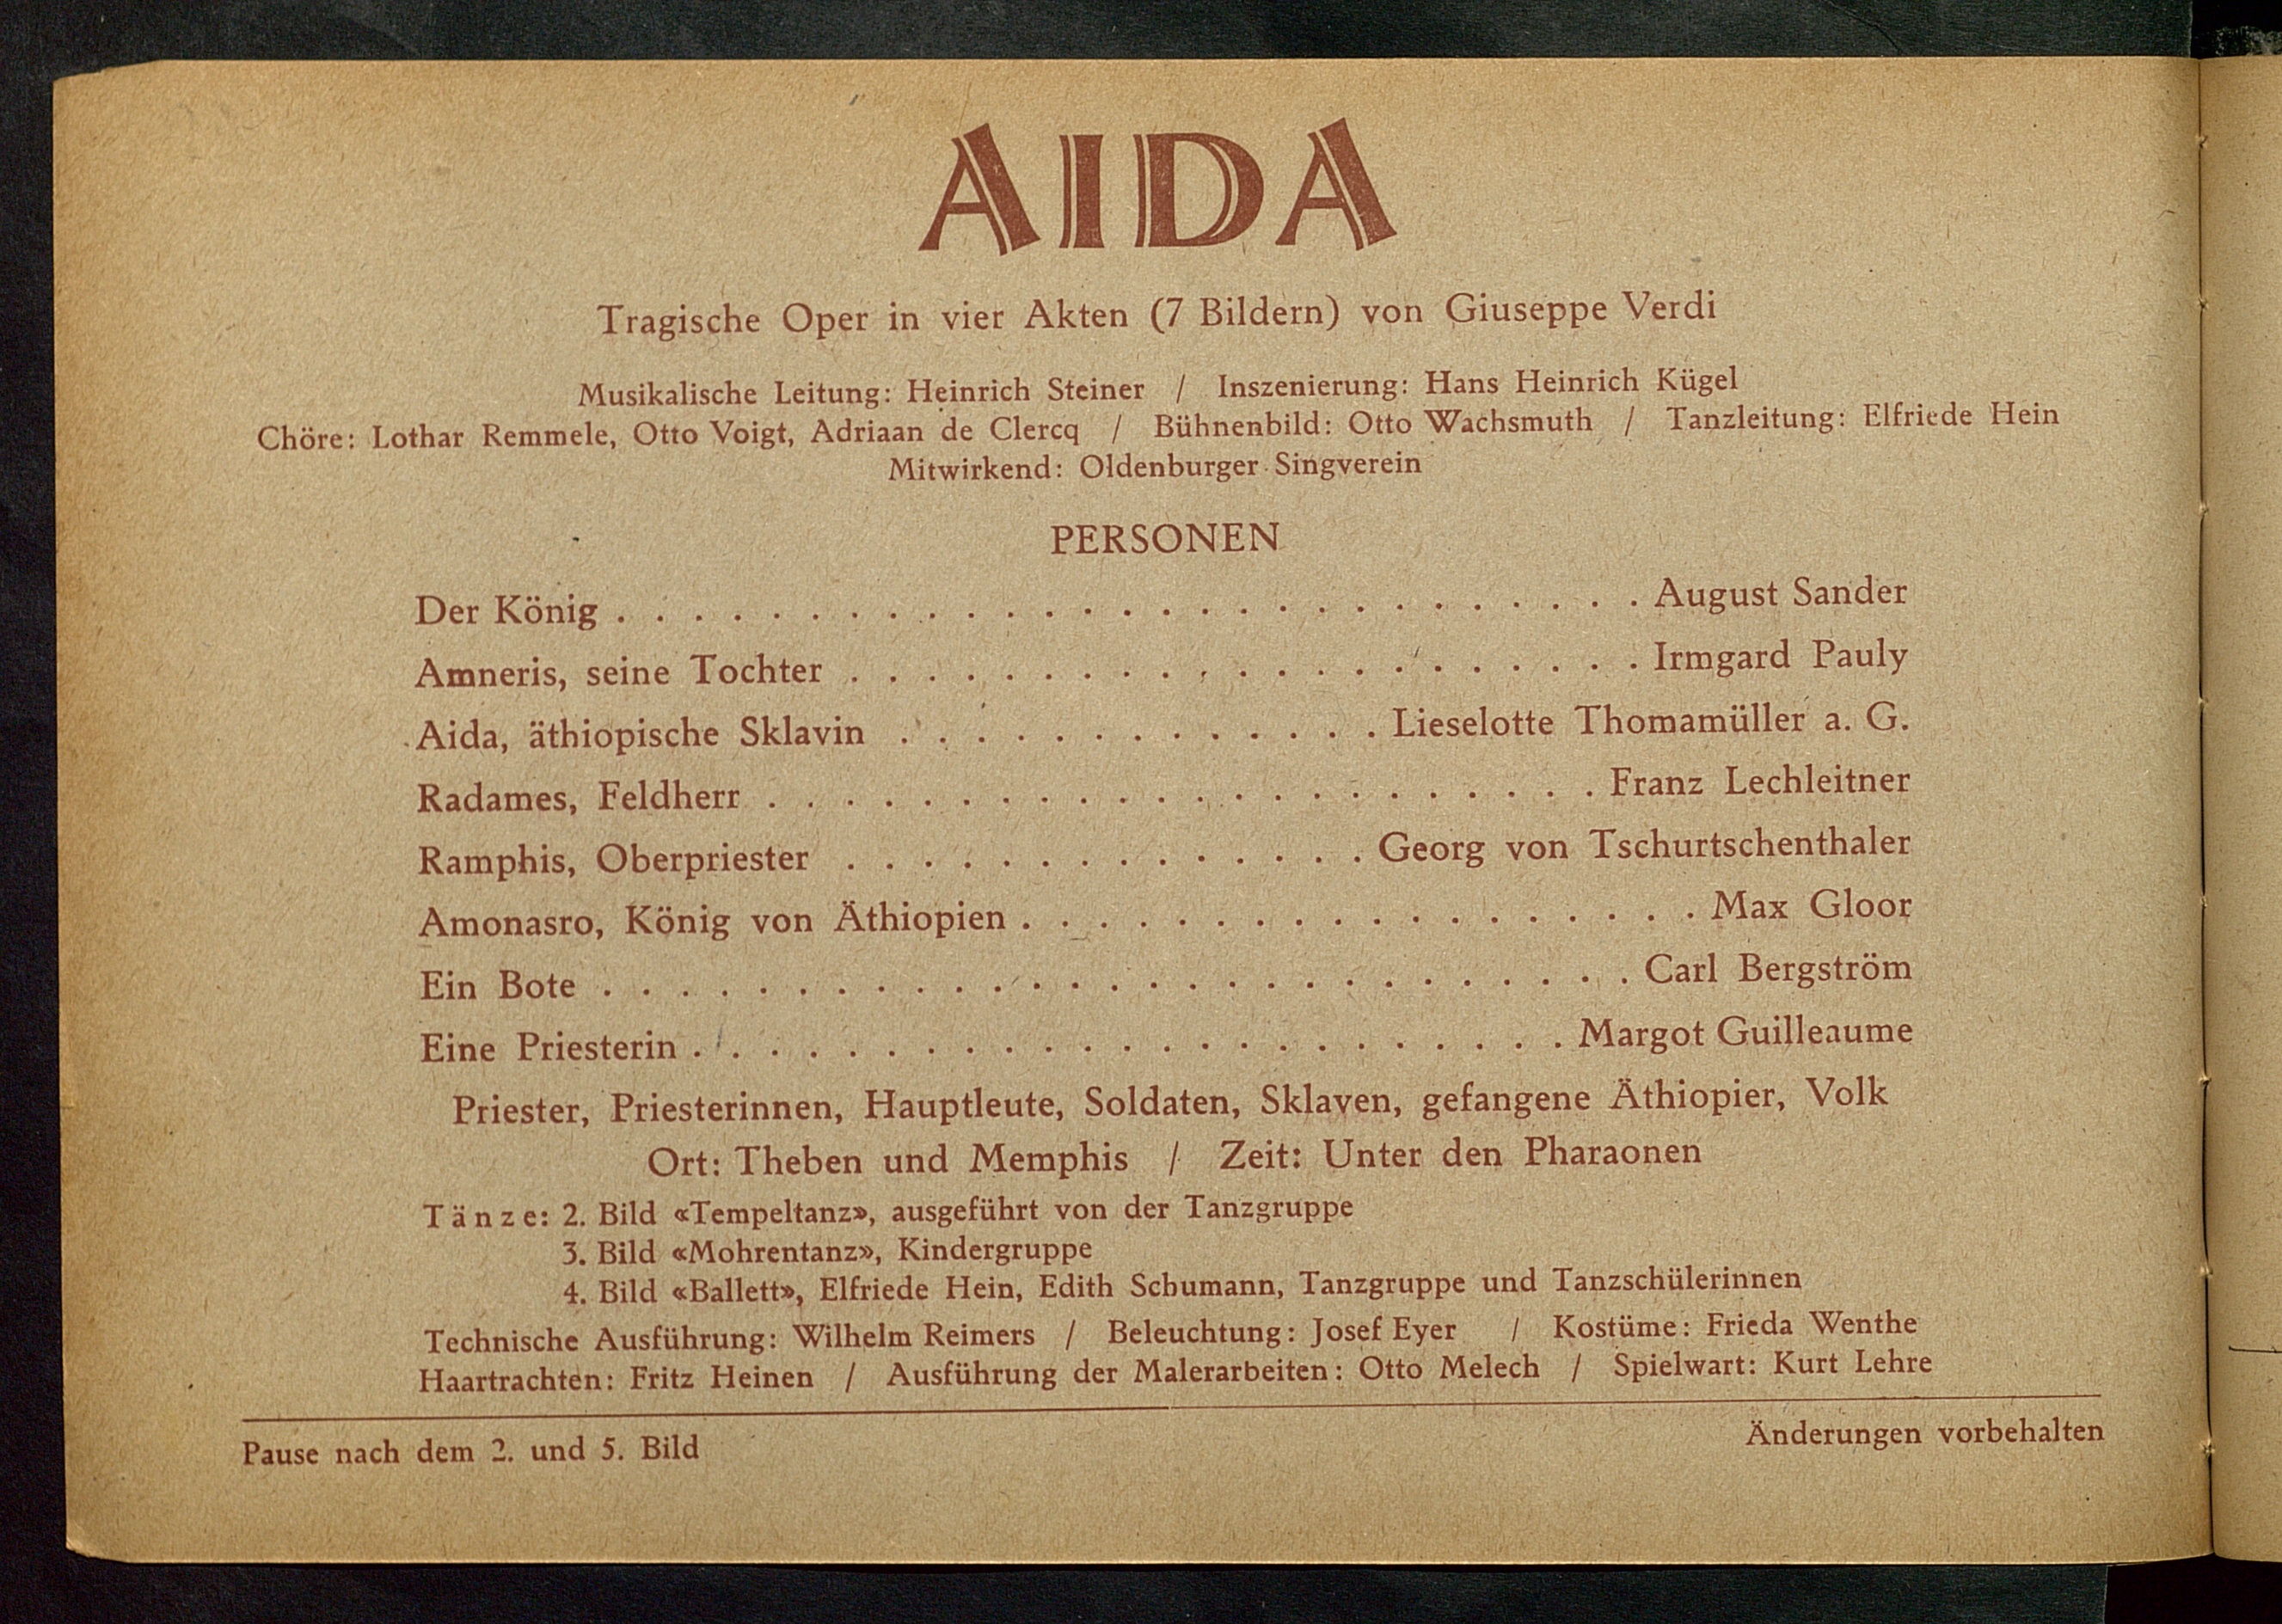 AIDA
Tragische Oper in vier Akten (7 Bildern) von Giuseppe Verdi
Musikalische Leitung: Heinrich Steiner / Inszenierung: Hans Heinrich Kügel
Chöre: Lothar Remmele, Otto Voigt, Adriaan de Clercq / Bühnenbild: Otto Wachsmuth / Tanzleitung: Elfriede Hein
Mitwirkend: Oldenburger Singverein
PERSONEN
Der König . . . . . . . . . . . . . . . . . . . . . . . . . . . August Sander
Amneris, seine Tochter . . . . . . . . . . . . . . . . . . . . . Irmgard Pauly
Aida, äthiopische Sklavin . . . . . . . . . . . . . Lieselotte Thomamüller a. G.
Radames, Feldherr . . . . . . . . . . . . . . . . . . . . . . Franz Lechleitner
Ramphis, Oberpriester . . . . . . . . . . . . . . Georg von Tschurtschenthaler
Amonasro, König von Äthiopien . . . . . . . . . . . . . . . . . . Max Gloor
Ein Bote . . . . . . . . . . . . . . . . . . . . . . . . . . . Carl Bergström
Eine Priesterin . . . . . . . . . . . . . . . . . . . . . . . Margot Guilleaume
Priester, Priesterinnen, Hauptleute, Soldaten, Sklaven, gefangene Äthiopier, Volk
Ort: Theben und Memphis / Zeit: Unter den Pharaonen
Tänze: 2. Bild «Tempeltanz», ausgeführt von der Tanzgruppe
3. Bild «Mohrentanz», Kindergruppe
4. Bild «Ballett», Elfriede Hein, Edith Schumann, Tanzgruppe und Tanzschülerinnen
Technische Ausführung: Wilhelm Reimers / Beleuchtung: Josef Eyer / Kostüme: Frieda Wenthe
Haartrachten: Fritz Heinen / Ausführung der Malerarbeiten: Otto Melech / Spielwart: Kurt Lehre
Pause nach dem 2. und 5. Bild
Änderungen vorbehalten